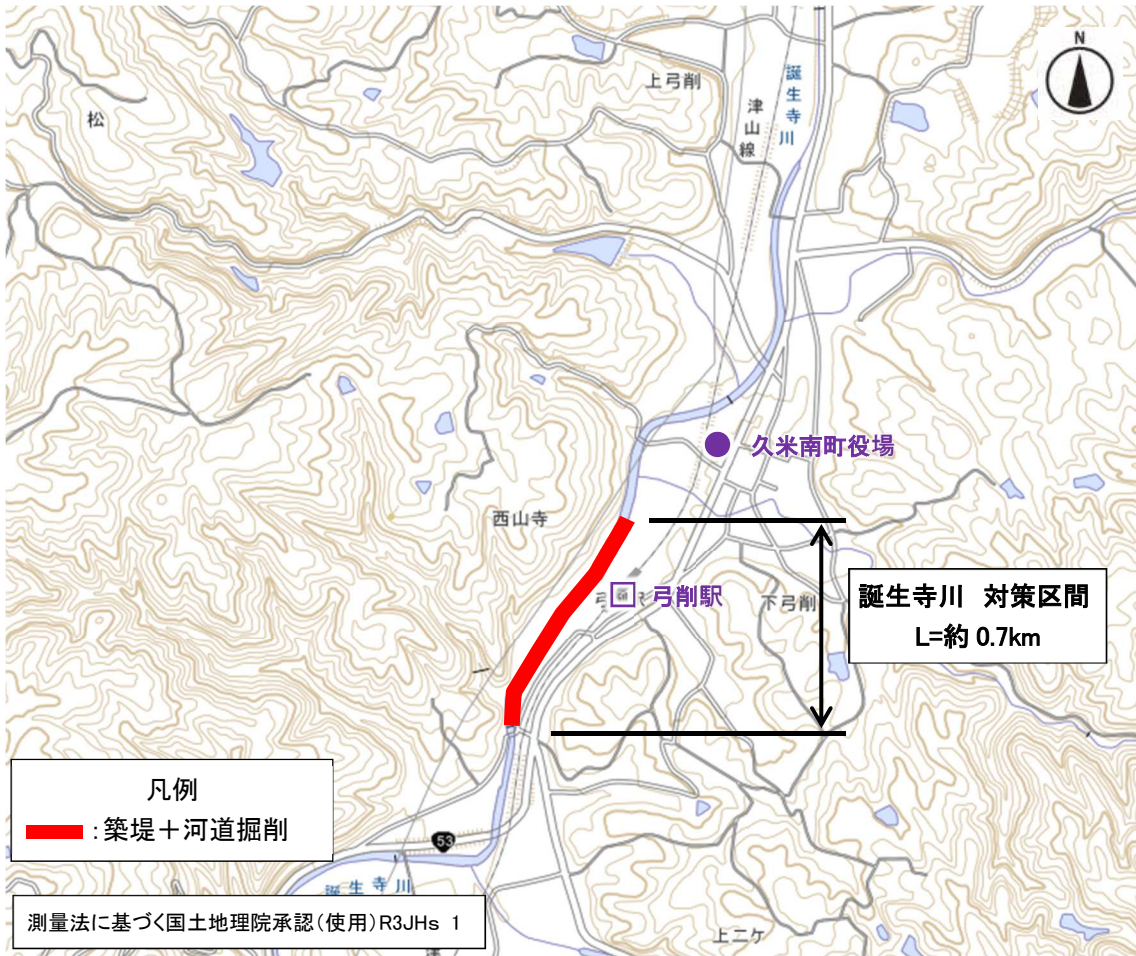 N
上弓削
誕生寺川
津山線
松
久米南町役場
西山寺
弓削駅
下弓削
誕生寺川 対策区間
L=約 0.7km
凡例
:築堤+河道掘削
53
誕生寺川
測量法に基づく国土地理院承認(使用)R3JHs 1
上二ケ